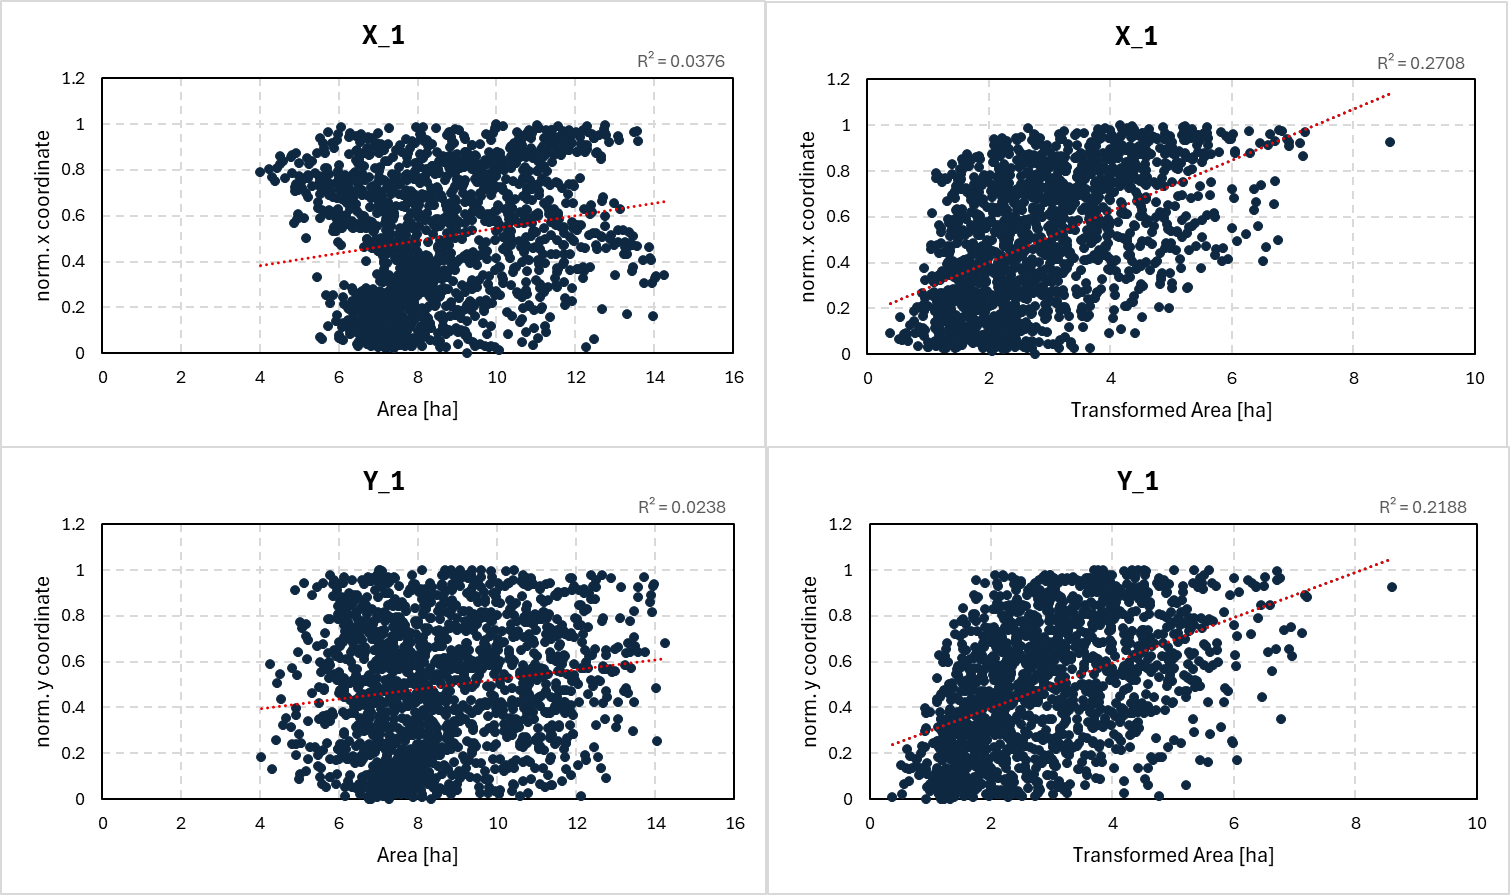 X_1
R² = 0.0376
norm. x coordinate
1.2
1
0.8
0.6
0.4
0.2
0
0 2 4 6 8 10 12 14 16
Area [ha]
X_1
R² = 0.2708
norm. x coordinate
1.2
1
0.8
0.6
0.4
0.2
0
0 2 4 6 8 10
Transformed Area [ha]
Y_1
R² = 0.0238
norm. y coordinate
1.2
1
0.8
0.6
0.4
0.2
0
0 2 4 6 8 10 12 14 16
Area [ha]
Y_1
R² = 0.2188
norm. y coordinate
1.2
1
0.8
0.6
0.4
0.2
0
0 2 4 6 8 10
Transformed Area [ha]